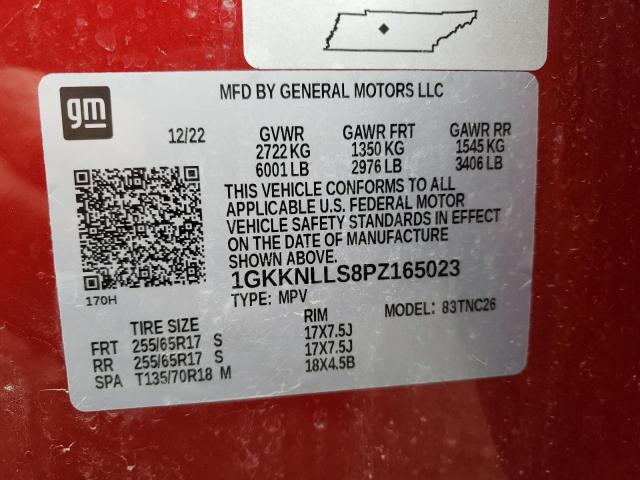 gm
MFD BY GENERAL MOTORS LLC
12/22 GVWR GAWR FRT GAWR RR
2722 KG 1350 KG 1545 KG
6001 LB 2976 LB 3406 LB
THIS VEHICLE CONFORMS TO ALL
APPLICABLE U.S. FEDERAL MOTOR
VEHICLE SAFETY STANDARDS IN EFFECT
ON THE DATE OF MANUFACTURE
SHOWN ABOVE.
170H
1GKKNLLS8PZ165023
TYPE: MPV MODEL: 83TNC26
TIRE SIZE RIM
FRT 255/65R17 S 17X7.5J
RR 255/65R17 S 17X7.5J
SPA T135/70R18 M 18X4.5B